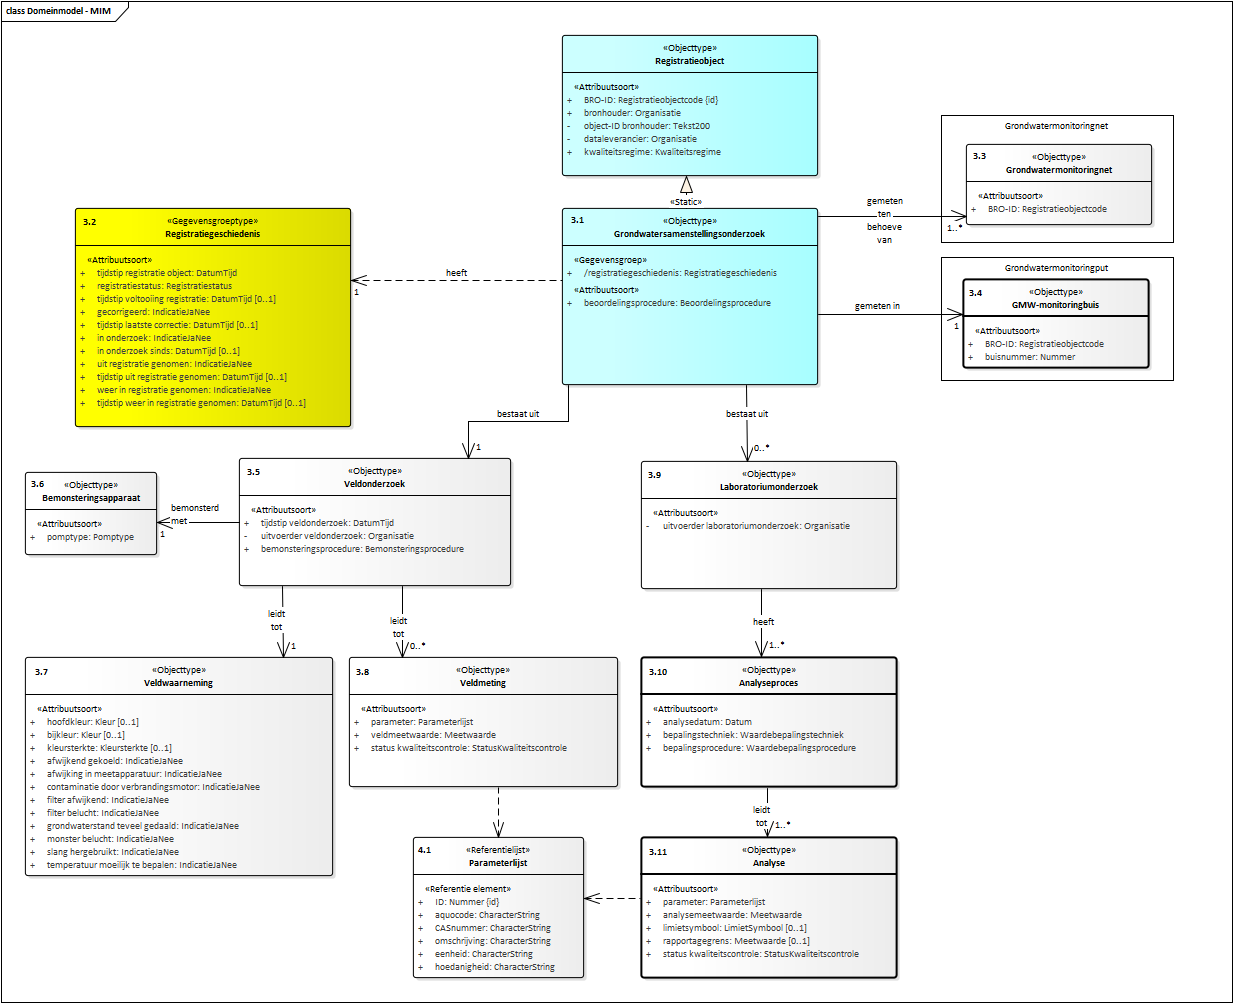 class Domeinmodel - MIM
«Objecttype»
Registratieobject
«Attribuutsoort»
+ BRO-ID: Registratieobjectcode {id}
+ bronhouder: Organisatie
- object-ID bronhouder: Tekst200
- dataleverancier: Organisatie
+ kwaliteitsregime: Kwaliteitsregime
«Static»
Grondwatermonitoringnet
3.3
«Objecttype»
Grondwatermonitoringnet
«Attribuutsoort»
+ BRO-ID: Registratieobjectcode
gemeten
ten
behoeve
van
1..*
3.2
«Gegevensgroeptype»
Registratiegeschiedenis
«Attribuutsoort»
+ tijdstip registratie object: DatumTijd
+ registratiestatus: Registratiestatus
+ tijdstip voltooiing registratie: DatumTijd [0..1]
+ gecorrigeerd: IndicatieJaNee
+ tijdstip laatste correctie: DatumTijd [0..1]
+ in onderzoek: IndicatieJaNee
+ in onderzoek sinds: DatumTijd [0..1]
+ uit registratie genomen: IndicatieJaNee
+ tijdstip uit registratie genomen: DatumTijd [0..1]
+ weer in registratie genomen: IndicatieJaNee
+ tijdstip weer in registratie genomen: DatumTijd [0..1]
heeft
1
3.1
«Objecttype»
Grondwatersamenstellingsonderzoek
«Gegevensgroep»
+ /registratiegeschiedenis: Registratiegeschiedenis
«Attribuutsoort»
+ beoordelingsprocedure: Beoordelingsprocedure
Grondwatermonitoringput
gemeten in
1
3.4
«Objecttype»
GMW-monitoringbuis
«Attribuutsoort»
+ BRO-ID: Registratieobjectcode
+ buisnummer: Nummer
bestaat uit
1
bestaat uit
0..*
3.6
«Objecttype»
Bemonsteringsapparaat
«Attribuutsoort»
+ pomptype: Pomptype
bemonsterd
met
1
3.5
«Objecttype»
Veldonderzoek
«Attribuutsoort»
+ tijdstip veldonderzoek: DatumTijd
- uitvoerder veldonderzoek: Organisatie
+ bemonsteringsprocedure: Bemonsteringsprocedure
3.9
«Objecttype»
Laboratoriumonderzoek
«Attribuutsoort»
- uitvoerder laboratoriumonderzoek: Organisatie
leidt
tot
1
leidt
tot
0..*
heeft
1..*
3.7
«Objecttype»
Veldwaarneming
«Attribuutsoort»
+ hoofdkleur: Kleur [0..1]
+ bijkleur: Kleur [0..1]
+ kleursterkte: Kleursterkte [0..1]
+ afwijkend gekoeld: IndicatieJaNee
+ afwijking in meetapparatuur: IndicatieJaNee
+ contaminatie door verbrandingsmotor: IndicatieJaNee
+ filter afwijkend: IndicatieJaNee
+ filter belucht: IndicatieJaNee
+ grondwaterstand teveel gedaald: IndicatieJaNee
+ monster belucht: IndicatieJaNee
+ slang hergebruikt: IndicatieJaNee
+ temperatuur moeilijk te bepalen: IndicatieJaNee
3.8
«Objecttype»
Veldmeting
«Attribuutsoort»
+ parameter: Parameterlijst
+ veldmeetwaarde: Meetwaarde
+ status kwaliteitscontrole: StatusKwaliteitscontrole
3.10
«Objecttype»
Analyseproces
«Attribuutsoort»
+ analysedatum: Datum
+ bepalingstechniek: Waardebepalingstechniek
+ bepalingsprocedure: Waardebepalingsprocedure
leidt
tot
1..*
4.1
«Referentielijst»
Parameterlijst
«Referentie element»
+ ID: Nummer {id}
+ aquocode: CharacterString
+ CASnummer: CharacterString
+ omschrijving: CharacterString
+ eenheid: CharacterString
+ hoedanigheid: CharacterString
3.11
«Objecttype»
Analyse
«Attribuutsoort»
+ parameter: Parameterlijst
+ analysemeetwaarde: Meetwaarde
+ limietsymbool: LimietSymbool [0..1]
+ rapportagegrens: Meetwaarde [0..1]
+ status kwaliteitscontrole: StatusKwaliteitscontrole